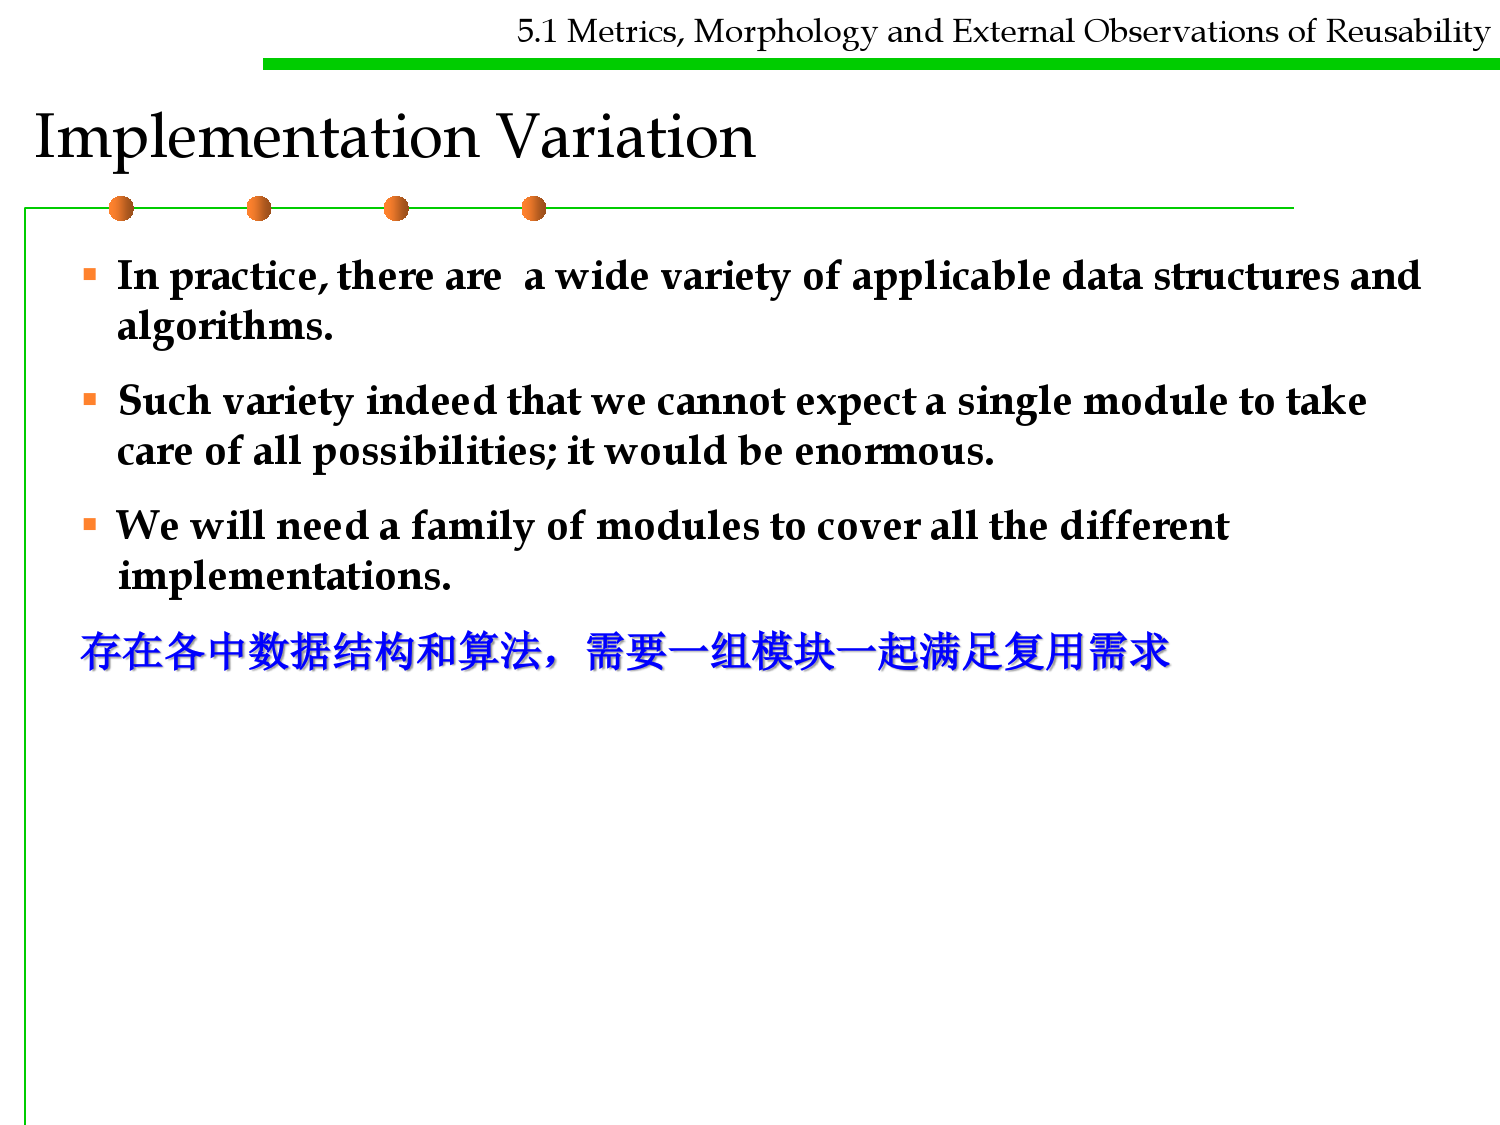 5.1 Metrics, Morphology and External Observations of Reusability
Implementation Variation
In practice, there are a wide variety of applicable data structures and
algorithms.
Such variety indeed that we cannot expect a single module to take
care of all possibilities; it would be enormous.
We will need a family of modules to cover all the different
implementations.
存在各中数据结构和算法，需要一组模块一起满足复用需求